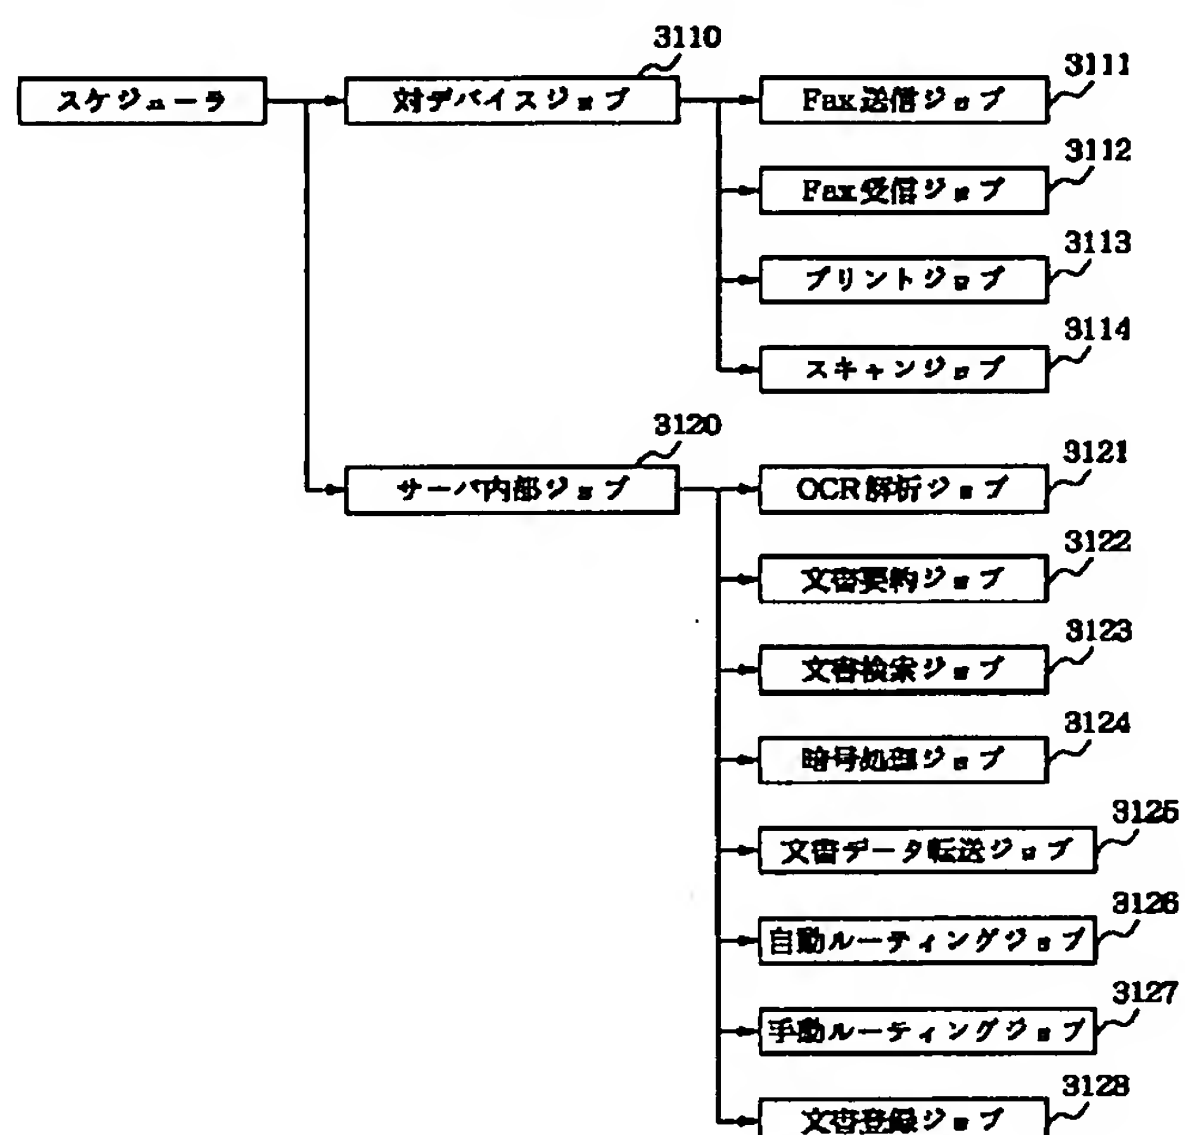 3110
3111
スケジューラ
対デバイスジョブ
Fax送信ジョブ
3112
Fax受信ジョブ
3113
プリントジョブ
3114
スキャンジョブ
3120
3121
サーバ内部ジョブ
OCR解析ジョブ
3122
文書要約ジョブ
3123
文書検索ジョブ
3124
暗号処理ジョブ
3125
文書データ転送ジョブ
3126
自動ルーティングジョブ
3127
手動ルーティングジョブ
3128
文書登録ジョブ